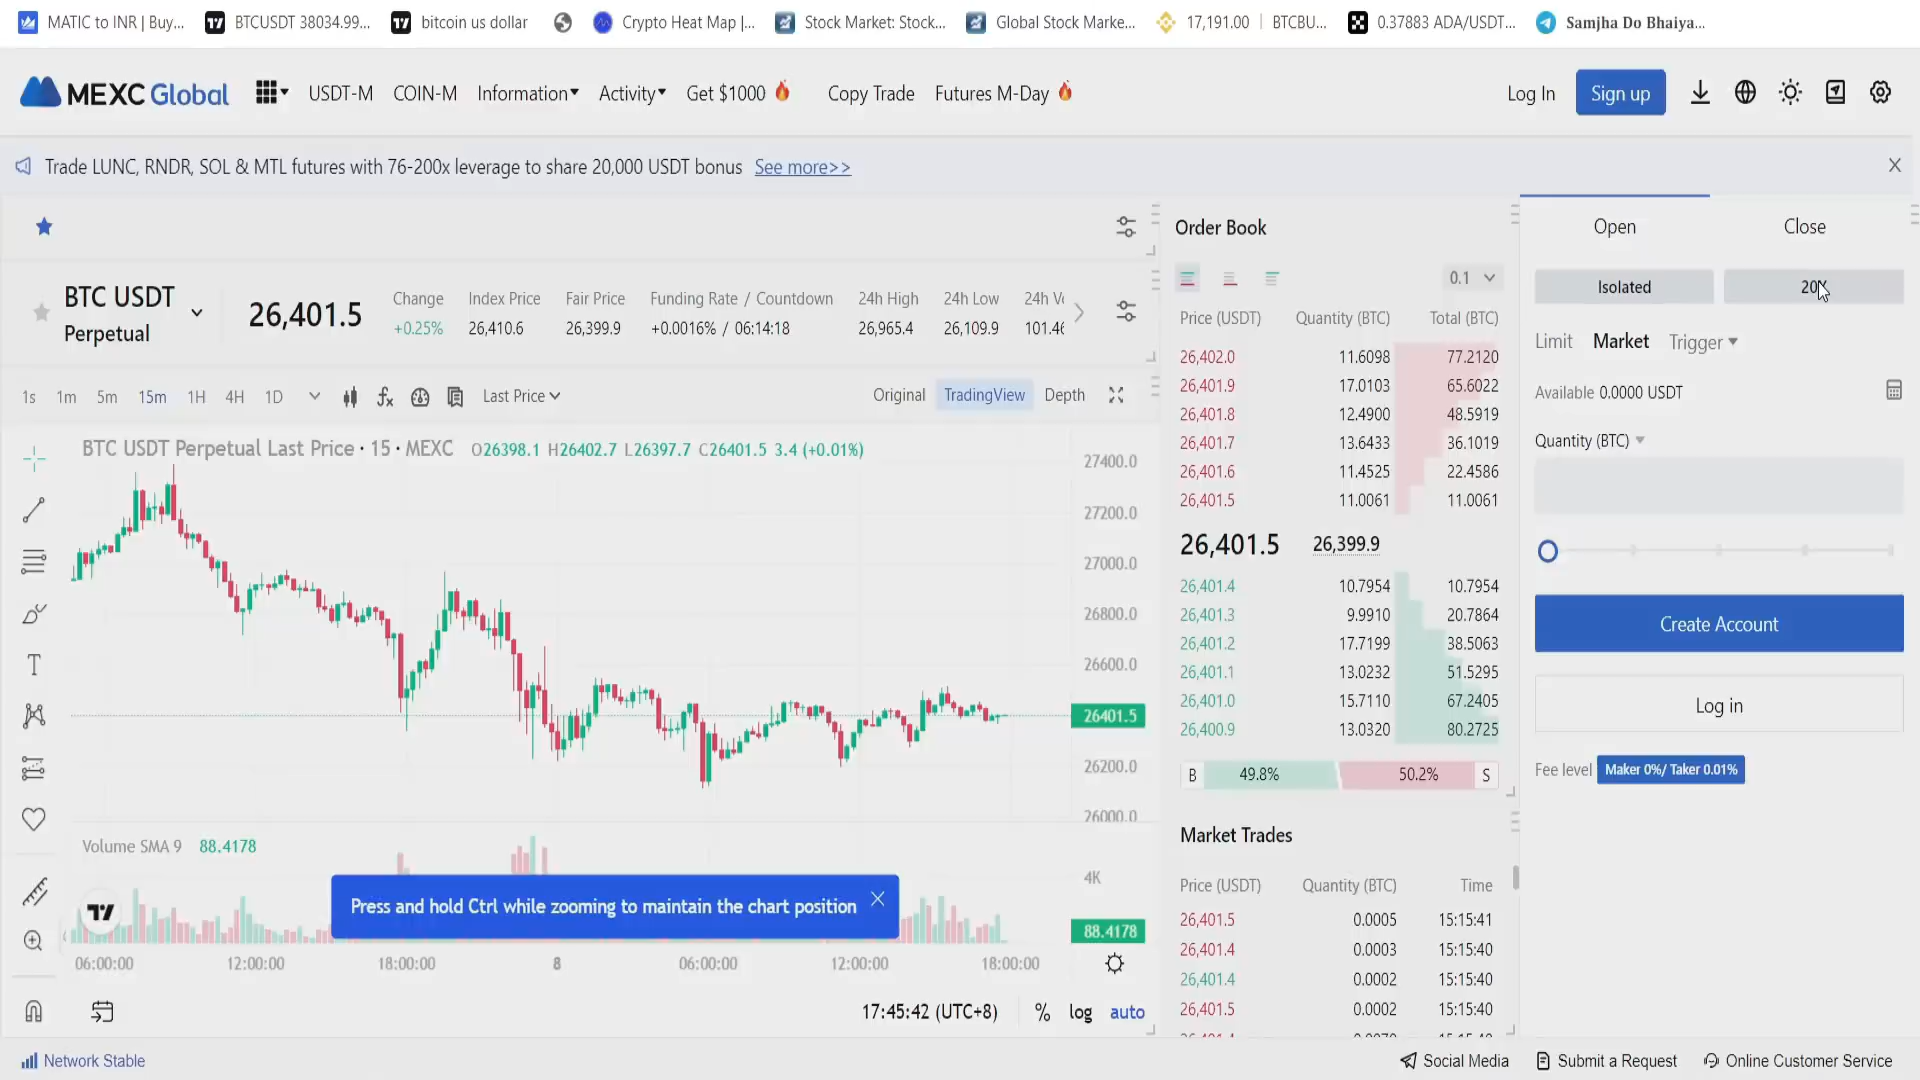 MATIC to INR | Buy...
BTCUSDT 38034.99...
bitcoin us dollar
Crypto Heat Map |...
Stock Market: Stock...
Global Stock Marke...
17,191.00 | BTCBU...
0.37883 ADA/USDT...
Samjha Do Bhaiya...
MEXC Global
USDT-M
COIN-M
Information
Activity
Get $1000
Copy Trade
Futures M-Day
Log In
Sign up
Trade LUNC, RNDR, SOL & MTL futures with 76-200x leverage to share 20,000 USDT bonus See more>>
BTC USDT
Perpetual
26,401.5
Change
+0.25%
Index Price
26,410.6
Fair Price
26,399.9
Funding Rate / Countdown
+0.0016% / 06:14:18
24h High
26,965.4
24h Low
26,109.9
1s 1m 5m 15m 1H 4H 1D
Last Price
Original
TradingView
Depth
BTC USDT Perpetual Last Price · 15 · MEXC O26398.1 H26402.7 L26397.7 C26401.5 3.4 (+0.01%)
27400.0
27200.0
27000.0
26800.0
26600.0
26401.5
26200.0
26000.0
Volume SMA 9 88.4178
4K
88.4178
Press and hold Ctrl while zooming to maintain the chart position
06:00:00 12:00:00 18:00:00 8 06:00:00 12:00:00 18:00:00
17:45:42 (UTC+8) % log auto
Order Book
0.1
Price (USDT) Quantity (BTC) Total (BTC)
26,402.0 11.6098 77.2120
26,401.9 17.0103 65.6022
26,401.8 12.4900 48.5919
26,401.7 13.6433 36.1019
26,401.6 11.4525 22.4586
26,401.5 11.0061 11.0061
26,401.5 26,399.9
26,401.4 10.7954 10.7954
26,401.3 9.9910 20.7864
26,401.2 17.7199 38.5063
26,401.1 13.0232 51.5295
26,401.0 15.7110 67.2405
26,400.9 13.0320 80.2725
B 49.8% 50.2% S
Market Trades
Price (USDT) Quantity (BTC) Time
26,401.5 0.0005 15:15:41
26,401.4 0.0003 15:15:40
26,401.4 0.0002 15:15:40
26,401.5 0.0002 15:15:40
Open
Close
Isolated
Limit
Market
Trigger
Available 0.0000 USDT
Quantity (BTC)
Create Account
Log in
Fee level Maker 0%/ Taker 0.01%
Network Stable
Social Media
Submit a Request
Online Customer Service